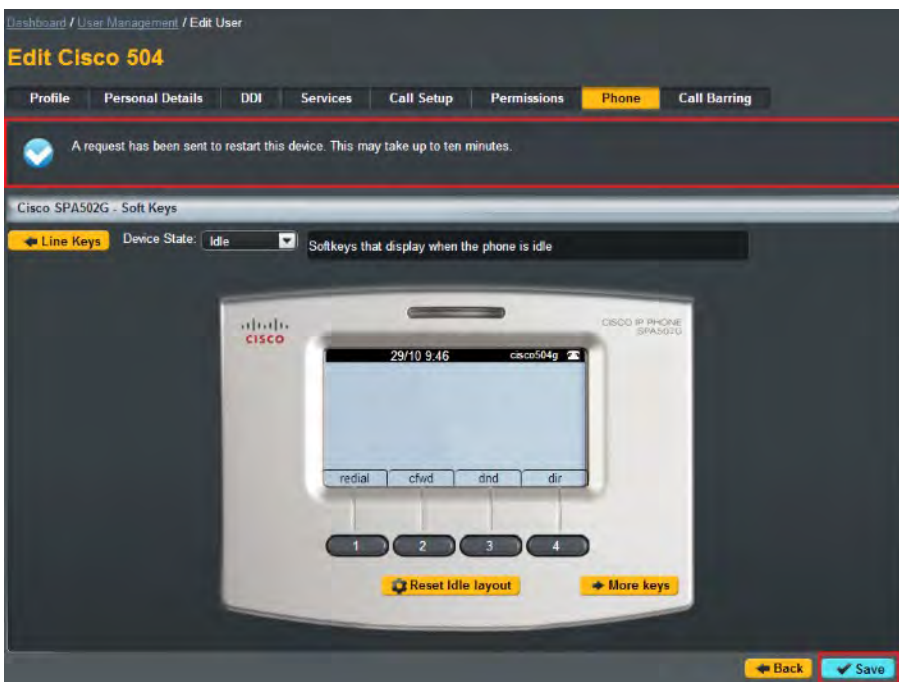 Dashboard / User Management / Edit User
Edit Cisco 504
Profile Personal Details DDI Services Call Setup Permissions Phone Call Barring
A request has been sent to restart this device. This may take up to ten minutes.
Cisco SPA502G - Soft Keys
Line Keys Device State: Idle Softkeys that display when the phone is idle
CISCO
CISCO IP PHONE
29/10 9:46 cisco504g
redial cfwd dnd dir
1 2 3 4
Reset Idle layout More keys
Back Save